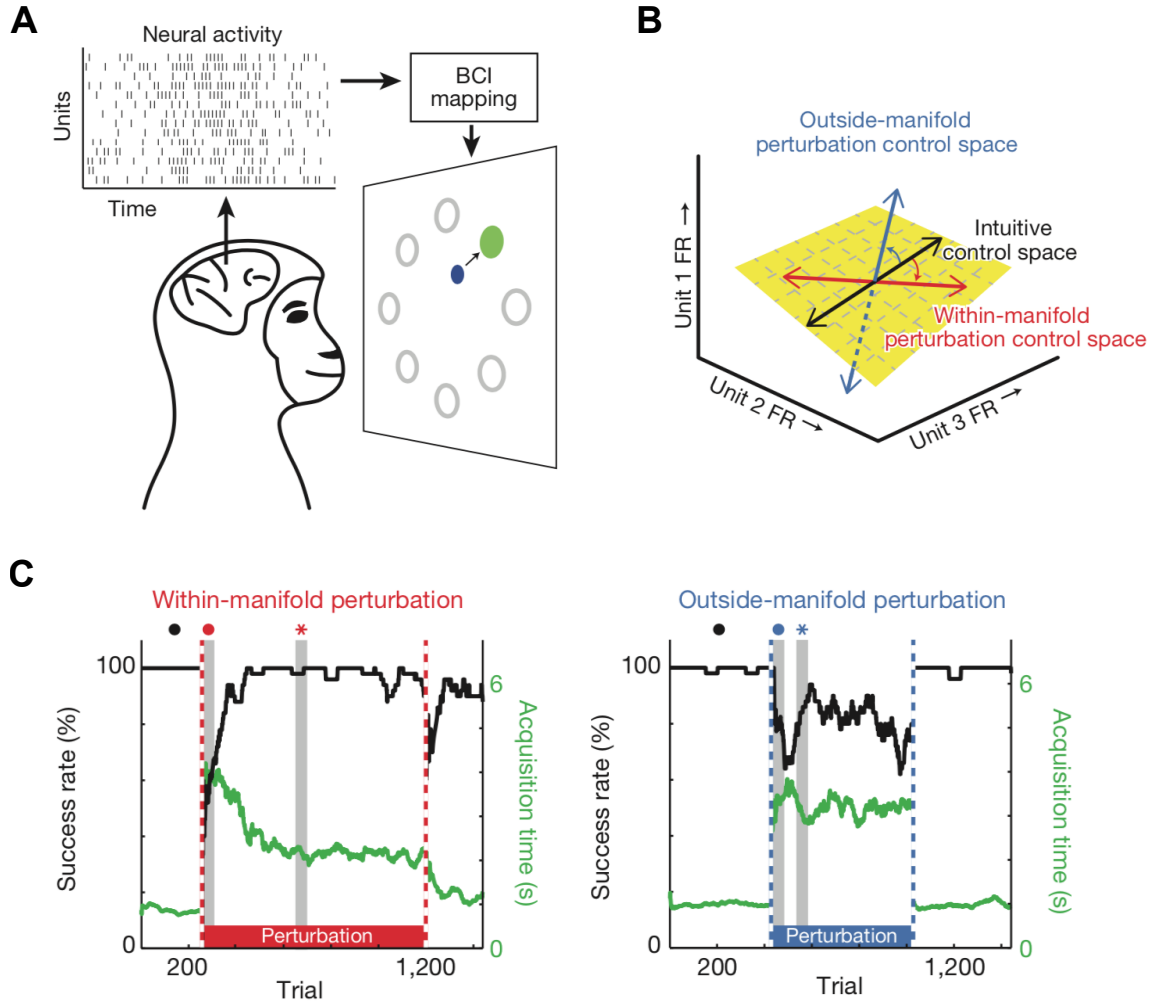 A
Neural activity
Units
Time
BCI
mapping
B
Outside-manifold
perturbation control space
Intuitive
control space
Within-manifold
perturbation control space
Unit 1 FR →
Unit 2 FR →
Unit 3 FR →
C
Within-manifold perturbation
*
100
6
Success rate (%)
Acquisition time (s)
Perturbation
0
0
200
1,200
Trial
Outside-manifold perturbation
*
100
6
Success rate (%)
Acquisition time (s)
Perturbation
0
0
200
1,200
Trial